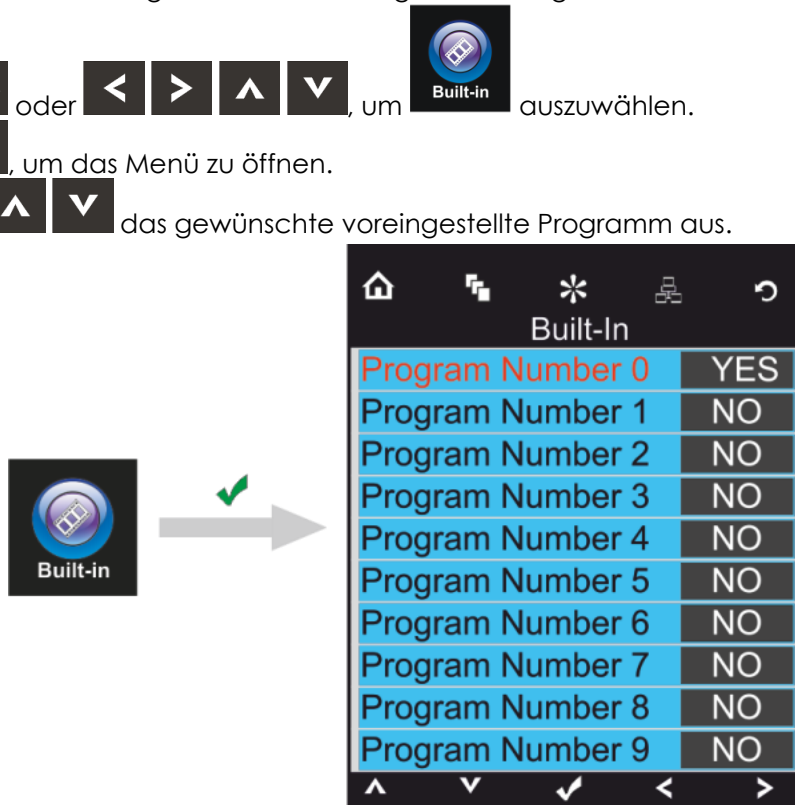 Built-in
oder < > ∧ ∨, um auszuwählen.
, um das Menü zu öffnen.
∧ ∨ das gewünschte voreingestellte Programm aus.
Built-In
Program Number 0 YES
Program Number 1 NO
Program Number 2 NO
Program Number 3 NO
Program Number 4 NO
Program Number 5 NO
Program Number 6 NO
Program Number 7 NO
Program Number 8 NO
Program Number 9 NO
Built-in